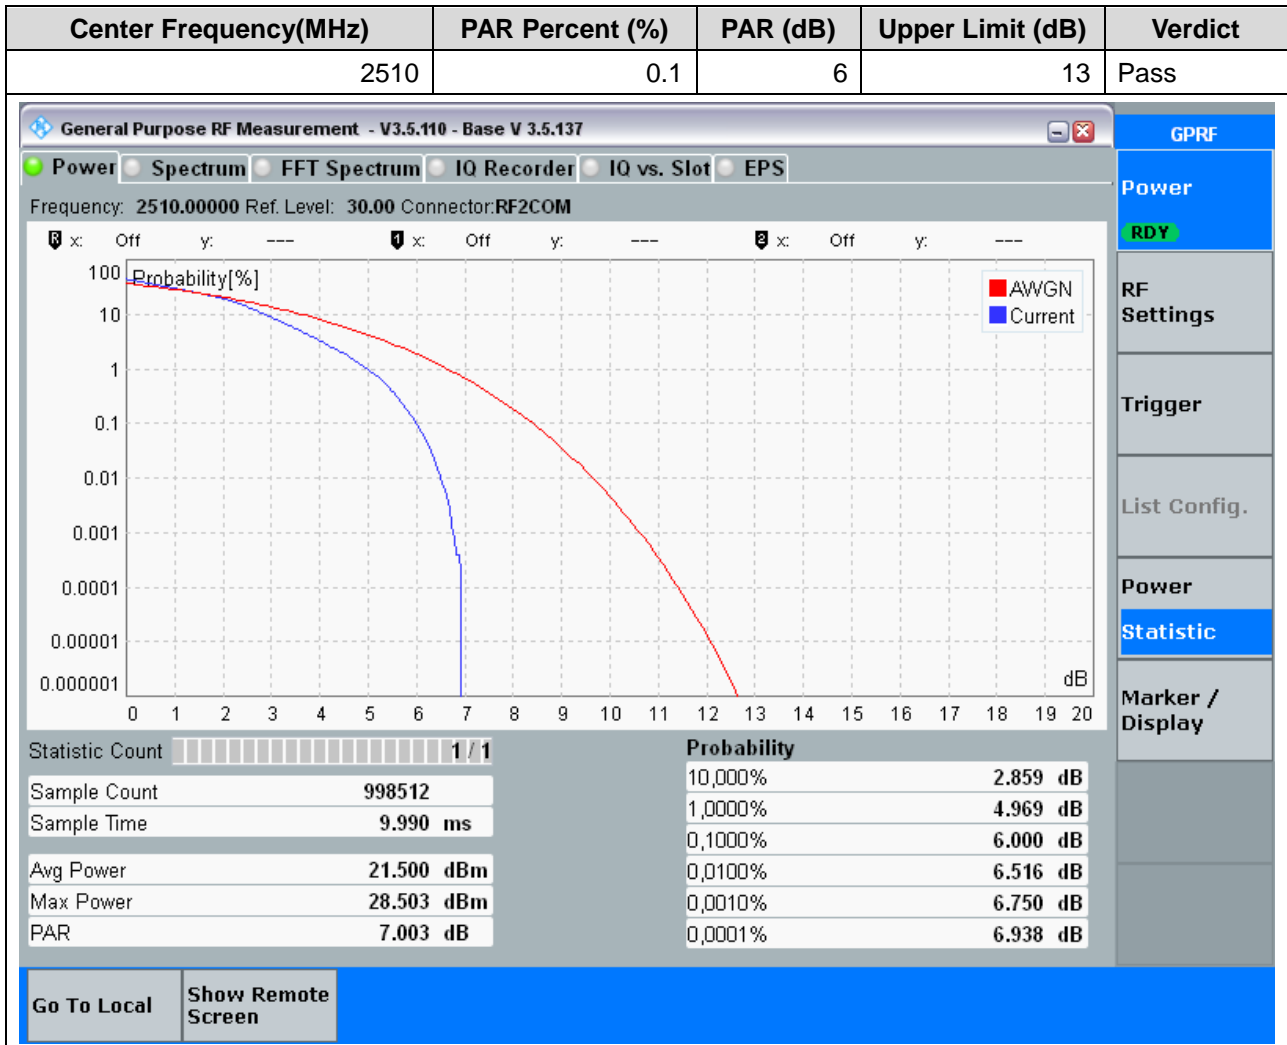 Center Frequency(MHz) PAR Percent (%) PAR (dB) Upper Limit (dB) Verdict
2510 0.1 6 13 Pass
General Purpose RF Measurement - V3.5.110 - Base V 3.5.137
GPRF
Power Spectrum FFT Spectrum IQ Recorder IQ vs. Slot EPS
Power
RDY
Frequency: 2510.00000 Ref. Level: 30.00 Connector:RF2COM
R x: Off y: --- 1 x: Off y: --- 2 x: Off y: ---
Probability[%]
AWGN
Current
100
10
1
0.1
0.01
0.001
0.0001
0.00001
0.000001
dB
0 1 2 3 4 5 6 7 8 9 10 11 12 13 14 15 16 17 18 19 20
RF
Settings
Trigger
List Config.
Power
Statistic
Marker /
Display
Statistic Count 1 / 1
Sample Count 998512
Sample Time 9.990 ms
Avg Power 21.500 dBm
Max Power 28.503 dBm
PAR 7.003 dB
Probability
10,000% 2.859 dB
1,0000% 4.969 dB
0,1000% 6.000 dB
0,0100% 6.516 dB
0,0010% 6.750 dB
0,0001% 6.938 dB
Go To Local
Show Remote
Screen